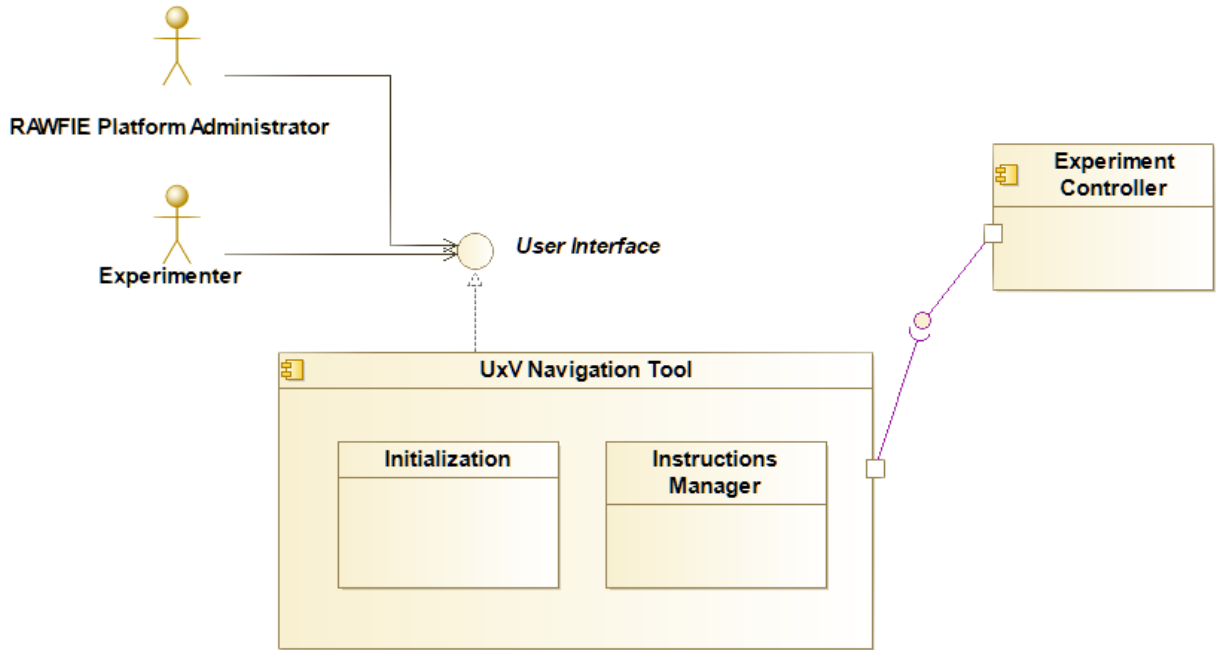 RAWFIE Platform Administrator
Experimenter
User Interface
Experiment
Controller
UxV Navigation Tool
Initialization
Instructions
Manager